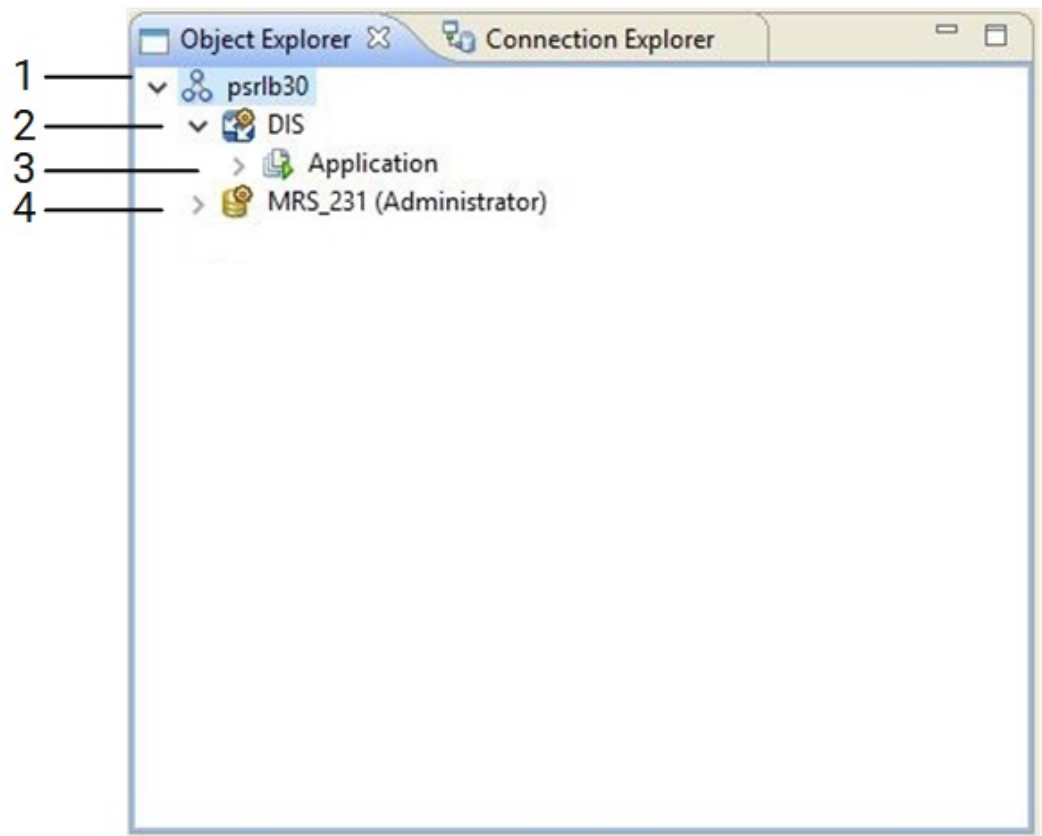 Object Explorer Connection Explorer
1 psrlb30
2 DIS
3 Application
4 MRS_231 (Administrator)